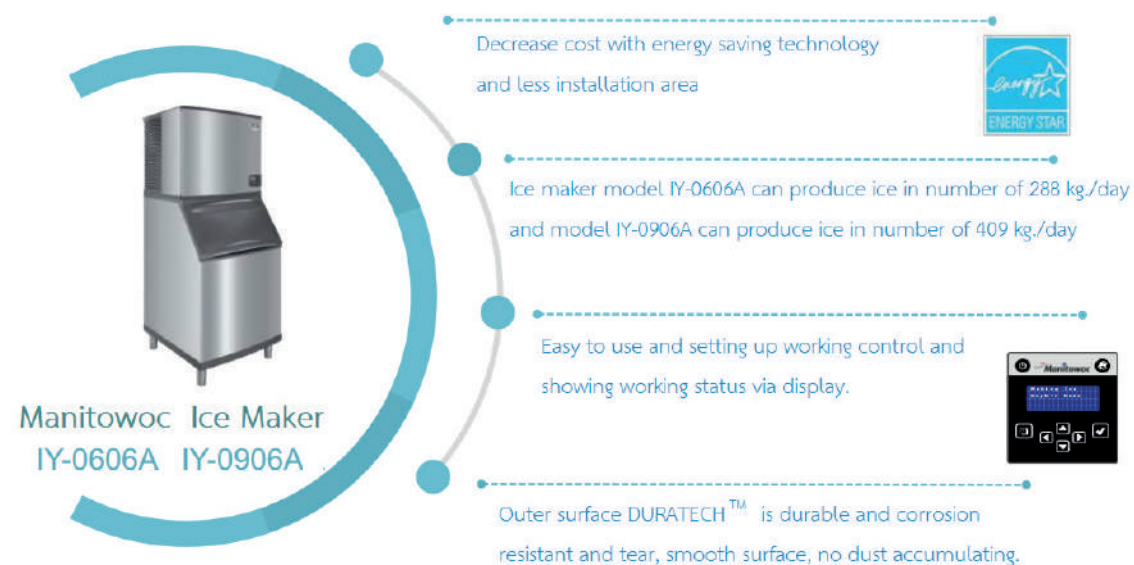 Decrease cost with energy saving technology
and less installation area
energy
ENERGY STAR
Ice maker model IY-0606A can produce ice in number of 288 kg./day
and model IY-0906A can produce ice in number of 409 kg./day
Easy to use and setting up working control and
showing working status via display.
Manitowoc
Making Ice
Manitowoc Ice Maker
IY-0606A IY-0906A
Outer surface DURATECH™ is durable and corrosion
resistant and tear, smooth surface, no dust accumulating.